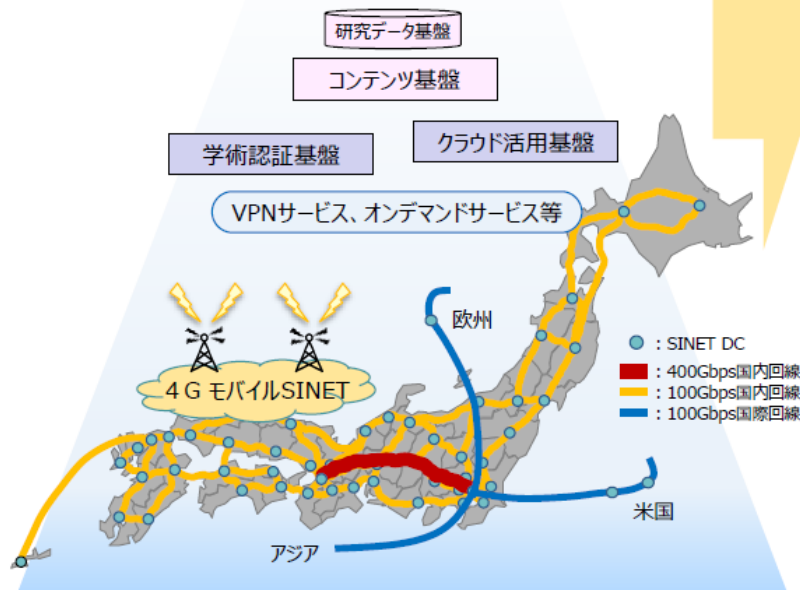 研究データ基盤
コンテンツ基盤
学術認証基盤
クラウド活用基盤
VPNサービス、オンデマンドサービス等
欧州
4GモバイルSINET
：SINET DC
：400Gbps国内回線
：100Gbps国内回線
：100Gbps国際回線
米国
アジア